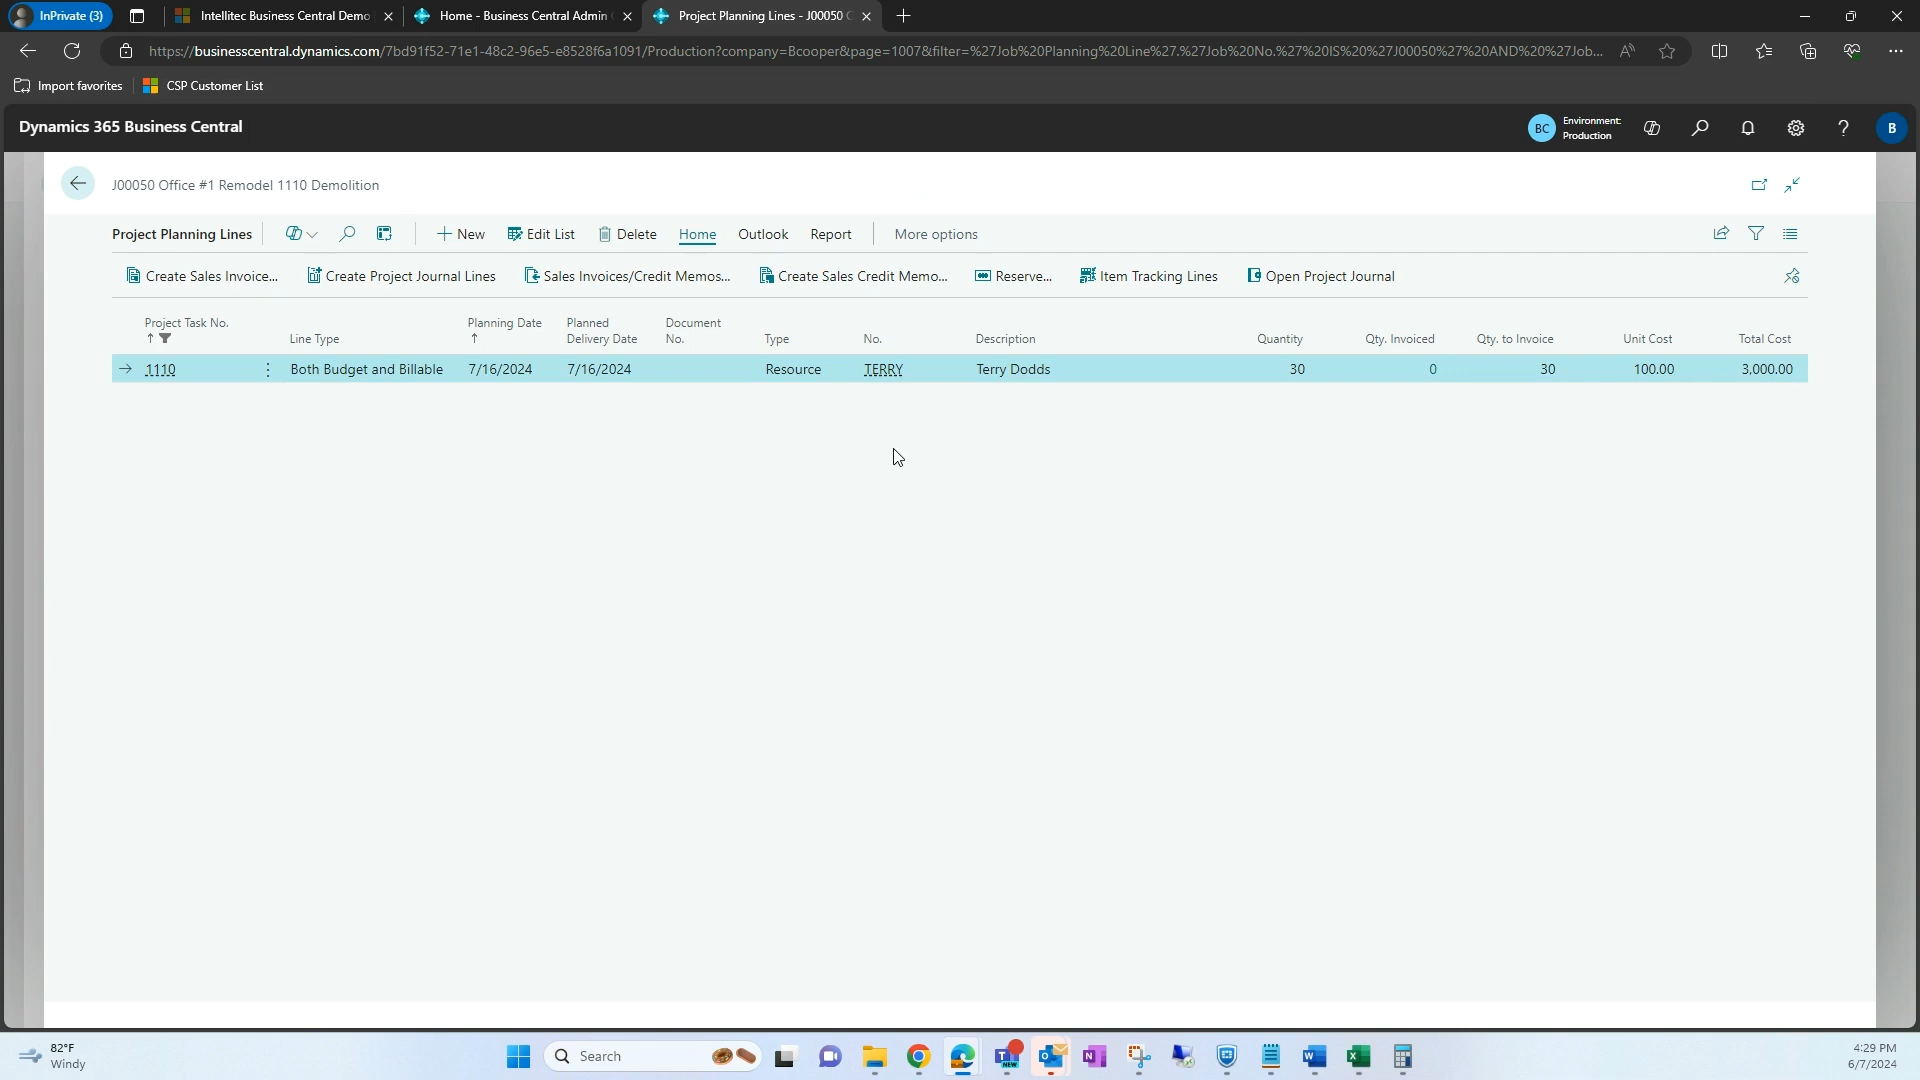 InPrivate (3)
Intellitec Business Central Demo
Home - Business Central Admin
Project Planning Lines - J00050
https://businesscentral.dynamics.com/7bd91f52-71e1-48c2-96e5-e8528f6a1091/Production?company=Bcooper&page=1007&filter=%27Job%20Planning%20Line%27.%27Job%20No.%27%20IS%20%27J00050%27%20AND%20%27Job...
Import favorites
CSP Customer List
Dynamics 365 Business Central
BC
Environment:
Production
?
B
J00050 Office #1 Remodel 1110 Demolition
Project Planning Lines
New
Edit List
Delete
Home
Outlook
Report
More options
Create Sales Invoice...
Create Project Journal Lines
Sales Invoices/Credit Memos...
Create Sales Credit Memo...
Reserve...
Item Tracking Lines
Open Project Journal
Project Task No.
Line Type
Planning Date
Planned
Delivery Date
Document
No.
Type
No.
Description
Quantity
Qty. Invoiced
Qty. to Invoice
Unit Cost
Total Cost
1110
Both Budget and Billable
7/16/2024
7/16/2024
Resource
TERRY
Terry Dodds
30
0
30
100.00
3,000.00
82°F
Windy
Search
NEW
4:29 PM
6/7/2024